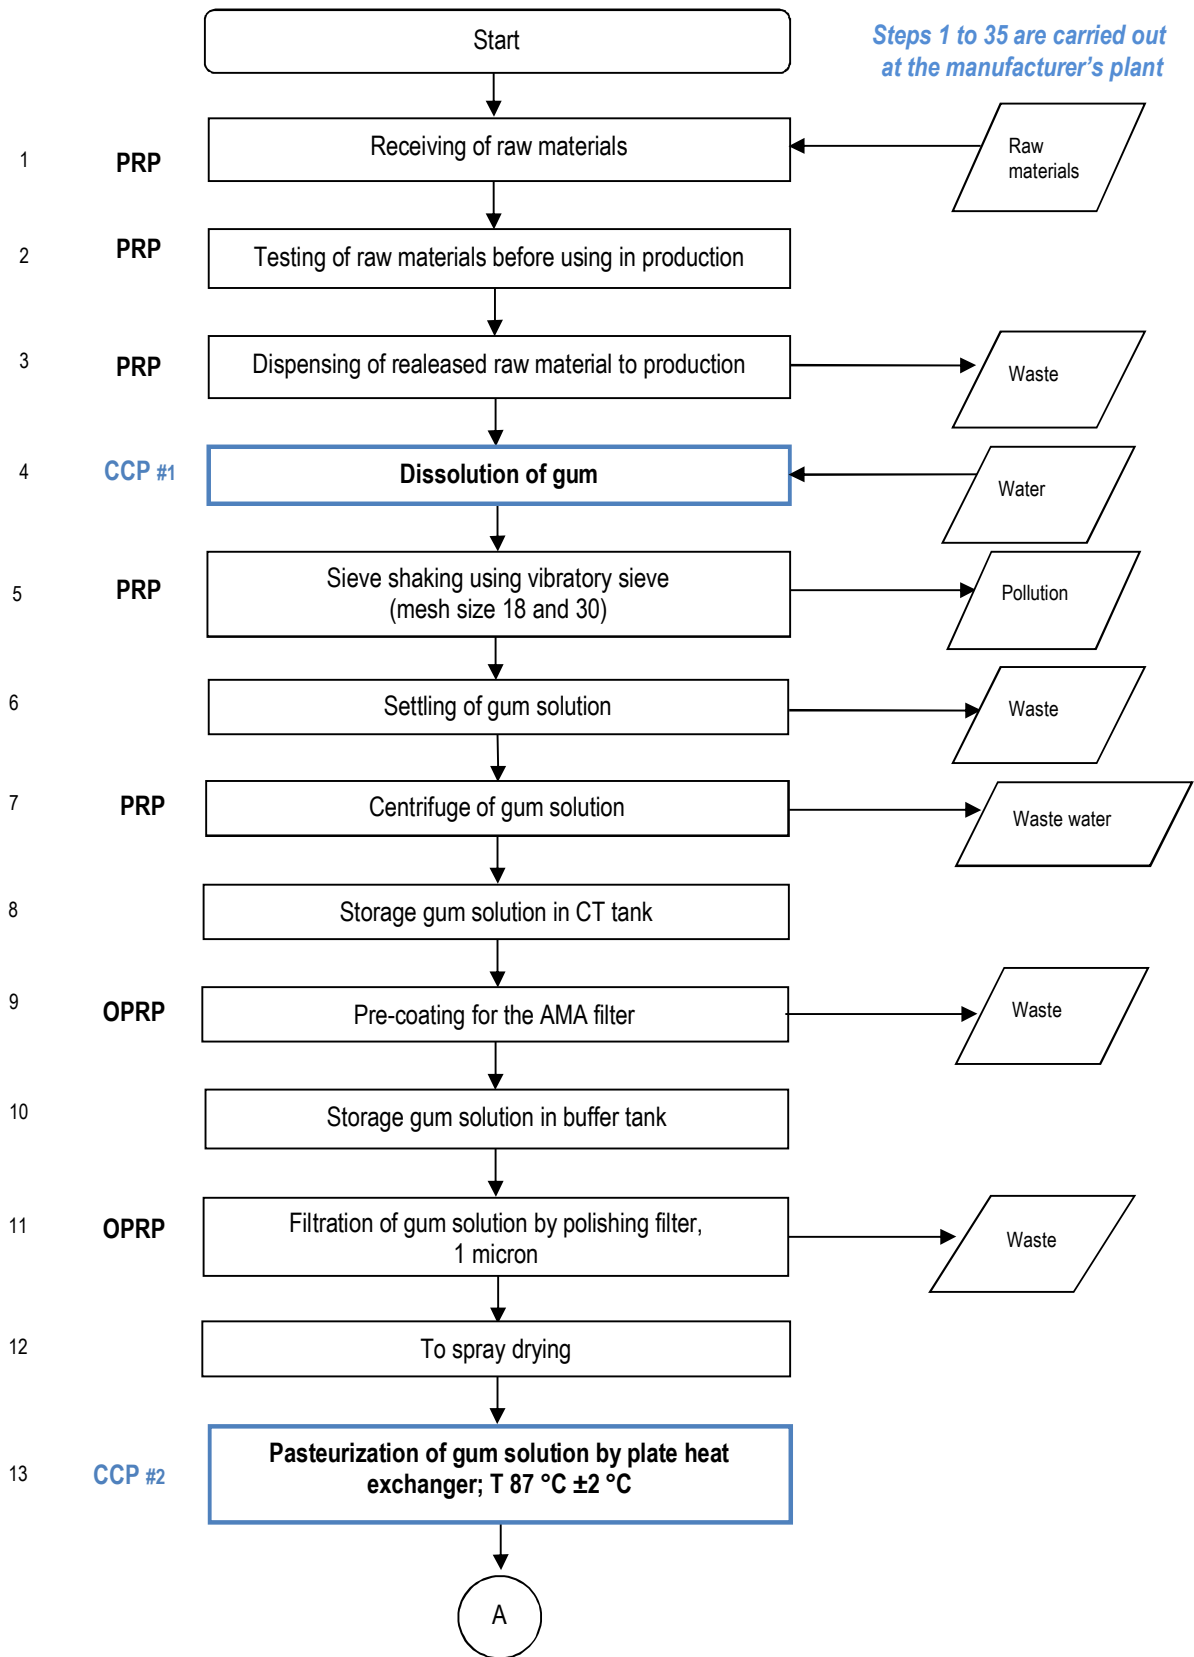 Start
Steps 1 to 35 are carried out
at the manufacturer's plant
1
PRP
Receiving of raw materials
Raw
materials
2
PRP
Testing of raw materials before using in production
3
PRP
Dispensing of realeased raw material to production
Waste
4
CCP #1
Dissolution of gum
Water
5
PRP
Sieve shaking using vibratory sieve
(mesh size 18 and 30)
Pollution
6
Settling of gum solution
Waste
7
PRP
Centrifuge of gum solution
Waste water
8
Storage gum solution in CT tank
9
OPRP
Pre-coating for the AMA filter
Waste
10
Storage gum solution in buffer tank
11
OPRP
Filtration of gum solution by polishing filter,
1 micron
Waste
12
To spray drying
13
CCP #2
Pasteurization of gum solution by plate heat
exchanger; T 87 °C ±2 °C
A